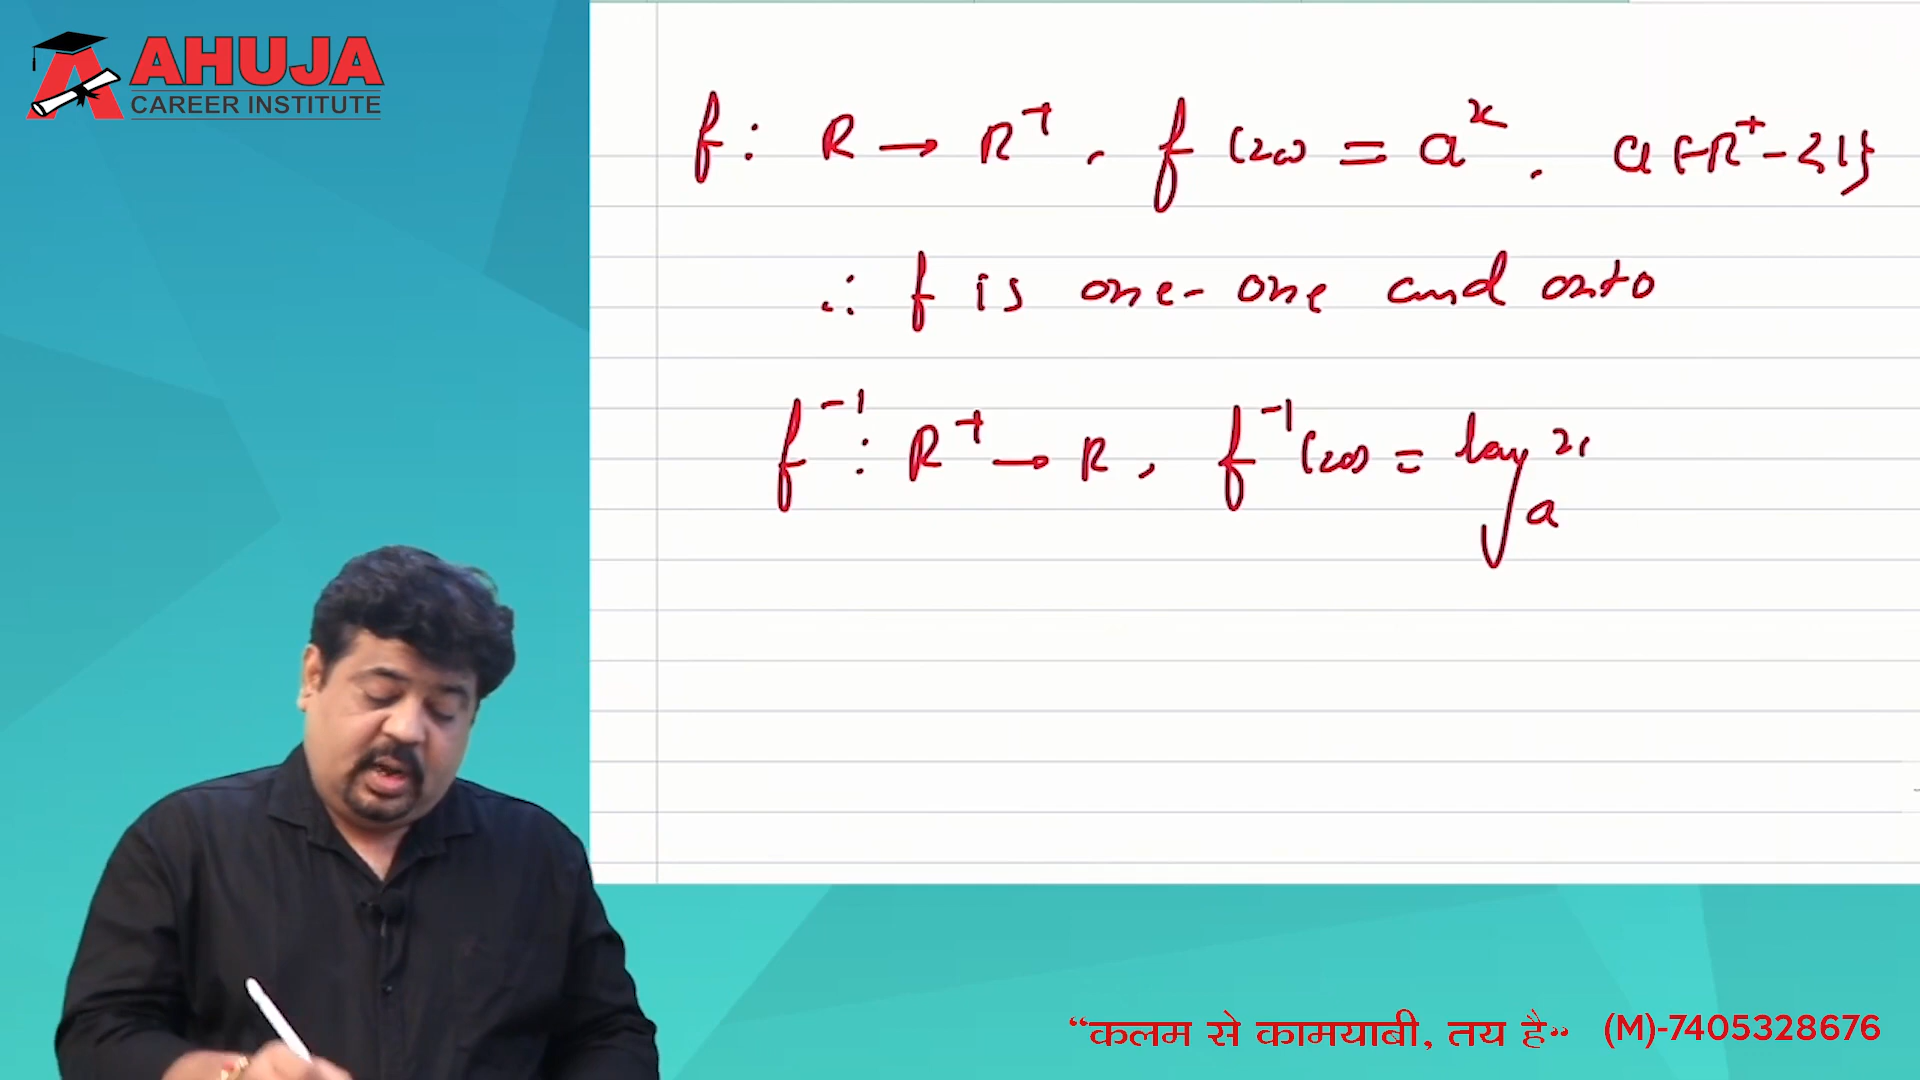 AHUJA
CAREER INSTITUTE
f : R → R⁺, f(x) = aˣ, a ∈ R⁺ - {1}
∴ f is one-one and onto
f⁻¹ : R⁺ → R, f⁻¹(x) = logₐ x
“कलम से कामयाबी, तय है” (M)-7405328676